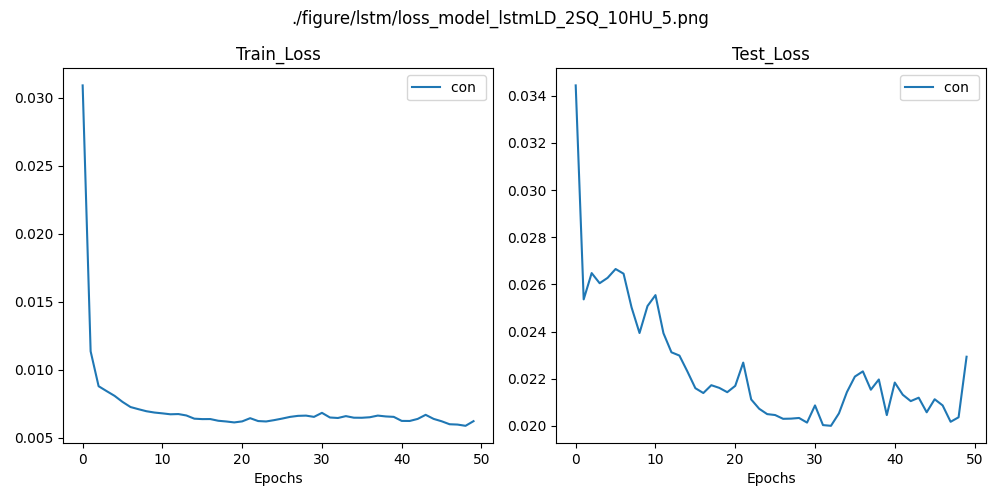 ./figure/lstm/loss_model_lstmLD_2SQ_10HU_5.png
Train_Loss
con
0.030
0.025
0.020
0.015
0.010
0.005
0 10 20 30 40 50
Epochs
Test_Loss
con
0.034
0.032
0.030
0.028
0.026
0.024
0.022
0.020
0 10 20 30 40 50
Epochs